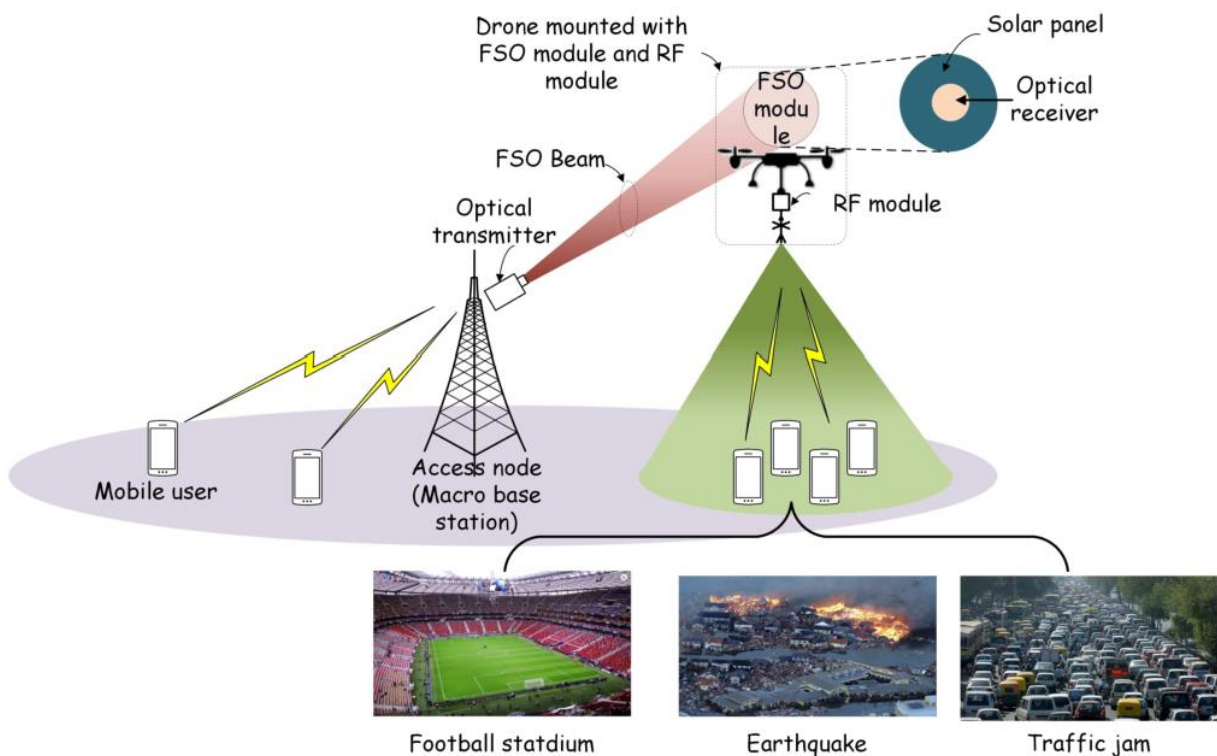 Drone mounted with
FSO module and RF
module
Solar panel
FSO
modu
le
Optical
receiver
FSO Beam
Optical
transmitter
RF module
Mobile user
Access node
(Macro base
station)
Football statdium
Earthquake
Traffic jam